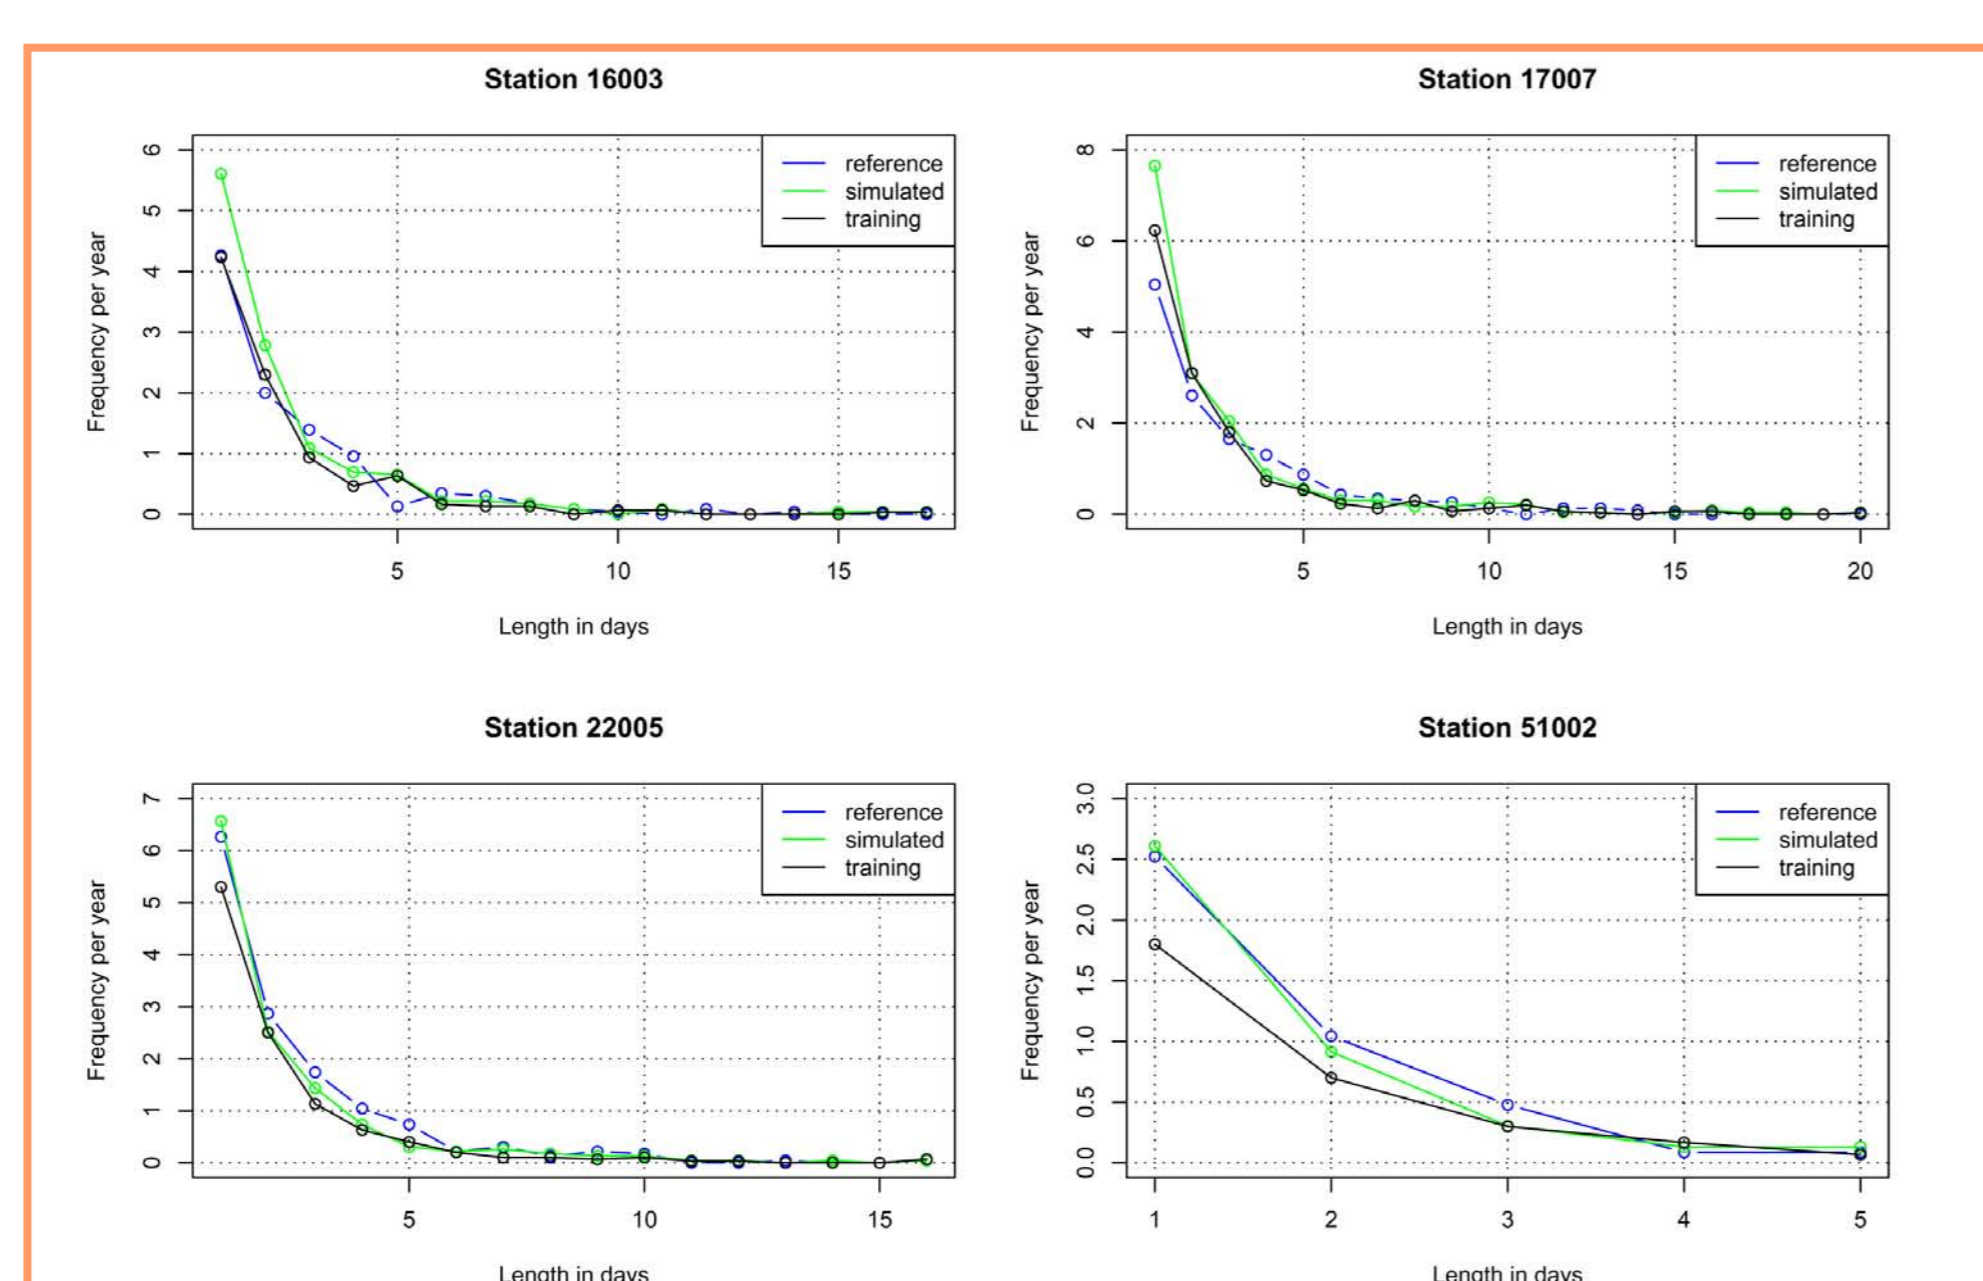 Station 16003
6
5
4
3
2
1
0
Frequency per year
reference
simulated
training
5 10 15
Length in days
Station 17007
8
6
4
2
0
Frequency per year
reference
simulated
training
5 10 15 20
Length in days
Station 22005
7
6
5
4
3
2
1
0
Frequency per year
reference
simulated
training
5 10 15
Length in days
Station 51002
3.0
2.5
2.0
1.5
1.0
0.5
0.0
Frequency per year
reference
simulated
training
1 2 3 4 5
Length in days